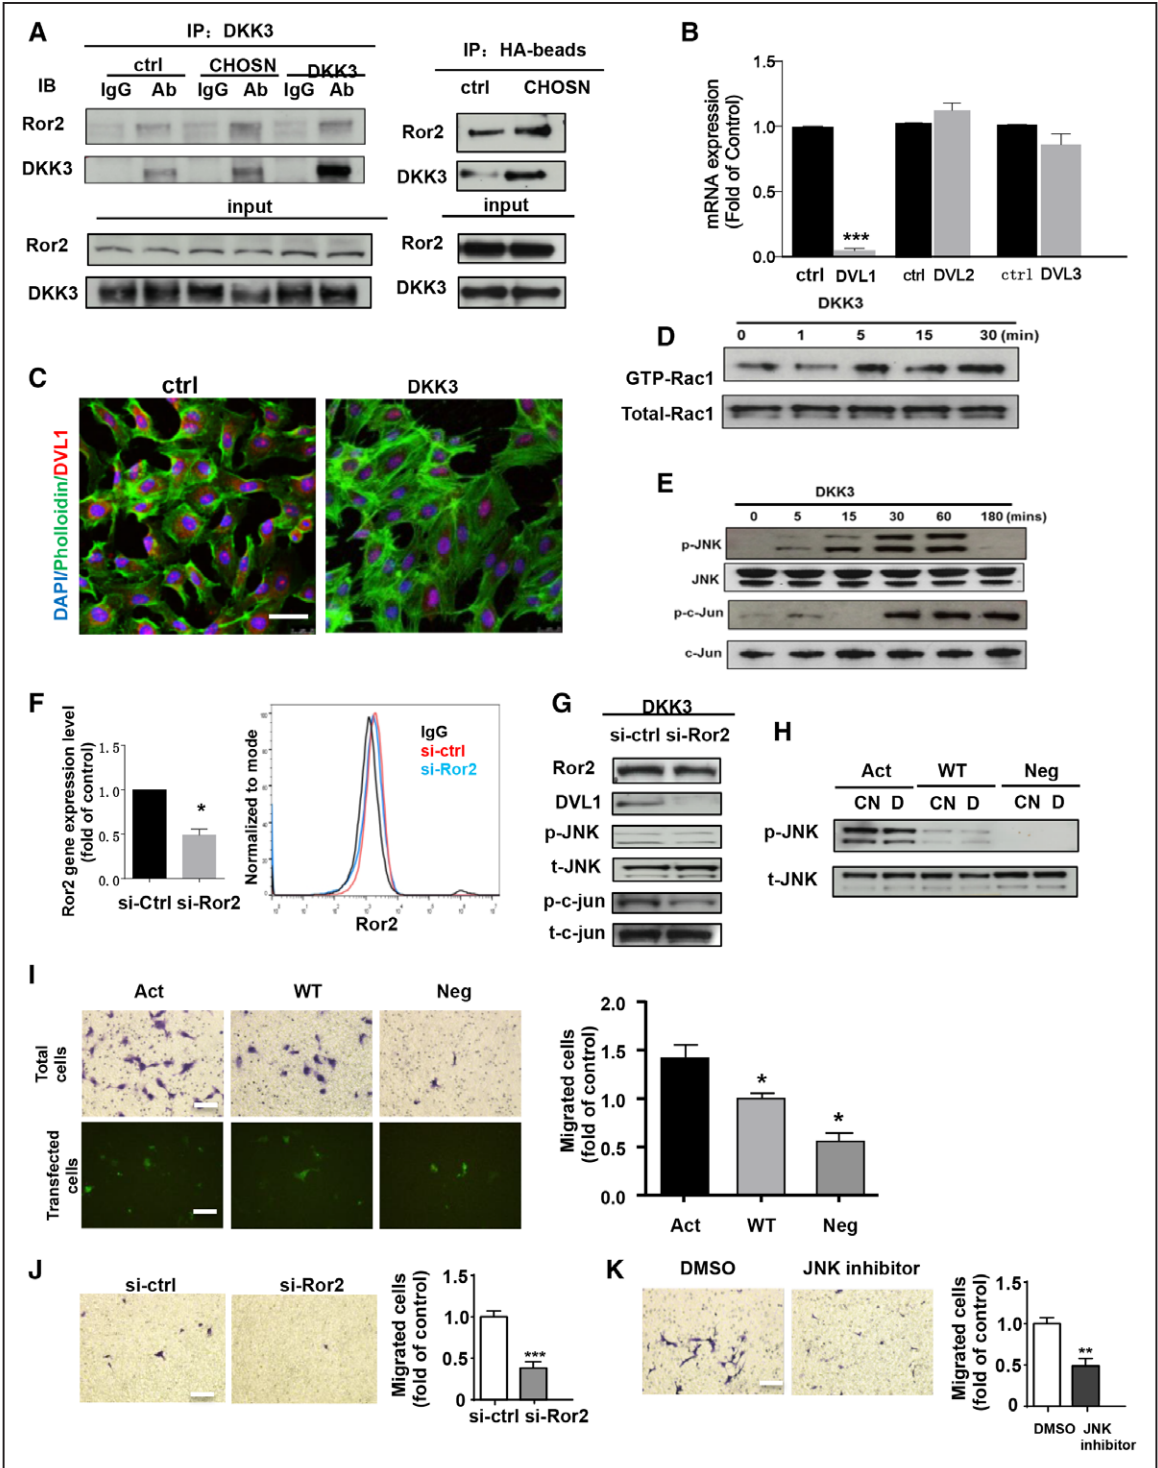 A
IP: DKK3
ctrl CHOSN DKK3
IB IgG Ab IgG Ab IgG Ab
Ror2
DKK3
input
Ror2
DKK3
IP: HA-beads
ctrl CHOSN
Ror2
DKK3
input
Ror2
DKK3
B
mRNA expression
(Fold of Control)
1.5
1.0
0.5
0.0
***
ctrl DVL1 ctrl DVL2 ctrl DVL3
C
ctrl DKK3
DAPI/Pholloidin/DVL1
D
DKK3
0 1 5 15 30 (min)
GTP-Rac1
Total-Rac1
E
DKK3
0 5 15 30 60 180 (mins)
p-JNK
JNK
p-c-Jun
c-Jun
F
Ror2 gene expression level
(fold of control)
1.5
1.0
0.5
0.0
*
si-Ctrl si-Ror2
Normalized to mode
IgG
si-ctrl
si-Ror2
Ror2
G
DKK3
si-ctrl si-Ror2
Ror2
DVL1
p-JNK
t-JNK
p-c-jun
t-c-jun
H
Act WT Neg
CN D CN D CN D
p-JNK
t-JNK
I
Act WT Neg
Total
cells
Transfected
cells
Migrated cells
(fold of control)
2.0
1.5
1.0
0.5
0.0
*
*
Act WT Neg
J
si-ctrl si-Ror2
Migrated cells
(fold of control)
1.5
1.0
0.5
0
***
si-ctrl si-Ror2
K
DMSO JNK inhibitor
Migrated cells
(fold of control)
1.5
1.0
0.5
0
**
DMSO JNK
inhibitor